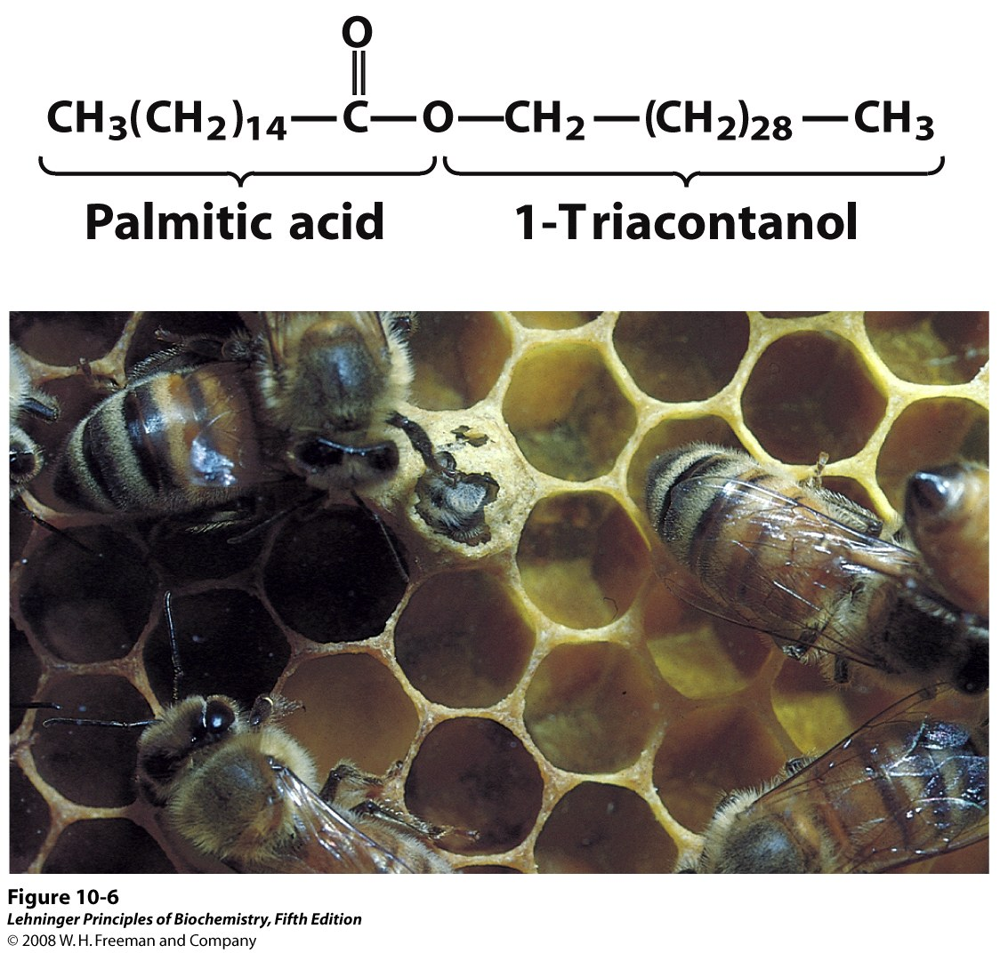 O
CH3(CH2)14—C—O—CH2—(CH2)28—CH3
Palmitic acid 1-Triacontanol
Figure 10-6
Lehninger Principles of Biochemistry, Fifth Edition
© 2008 W. H. Freeman and Company